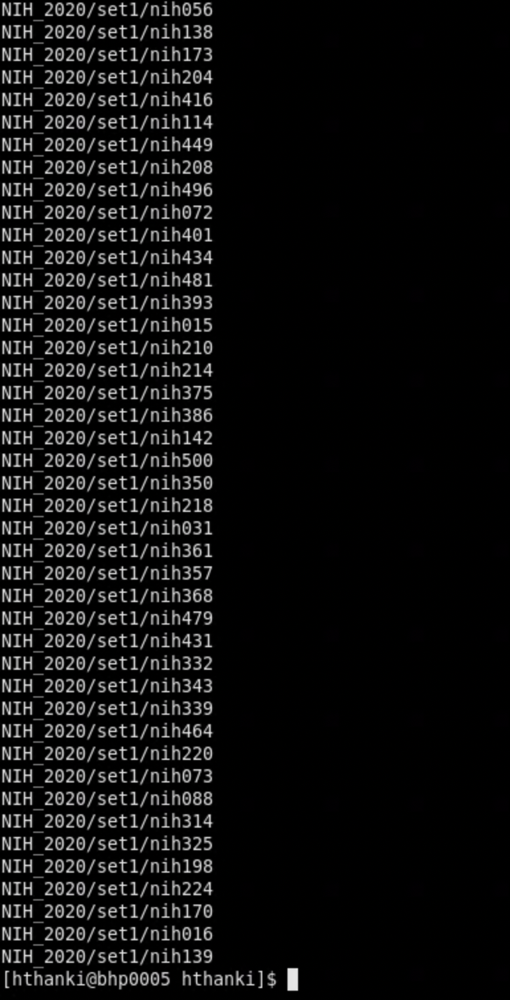 NIH_2020/set1/nih056
NIH_2020/set1/nih138
NIH_2020/set1/nih173
NIH_2020/set1/nih204
NIH_2020/set1/nih416
NIH_2020/set1/nih114
NIH_2020/set1/nih449
NIH_2020/set1/nih208
NIH_2020/set1/nih496
NIH_2020/set1/nih072
NIH_2020/set1/nih401
NIH_2020/set1/nih434
NIH_2020/set1/nih481
NIH_2020/set1/nih393
NIH_2020/set1/nih015
NIH_2020/set1/nih210
NIH_2020/set1/nih214
NIH_2020/set1/nih375
NIH_2020/set1/nih386
NIH_2020/set1/nih142
NIH_2020/set1/nih500
NIH_2020/set1/nih350
NIH_2020/set1/nih218
NIH_2020/set1/nih031
NIH_2020/set1/nih361
NIH_2020/set1/nih357
NIH_2020/set1/nih368
NIH_2020/set1/nih479
NIH_2020/set1/nih431
NIH_2020/set1/nih332
NIH_2020/set1/nih343
NIH_2020/set1/nih339
NIH_2020/set1/nih464
NIH_2020/set1/nih220
NIH_2020/set1/nih073
NIH_2020/set1/nih088
NIH_2020/set1/nih314
NIH_2020/set1/nih325
NIH_2020/set1/nih198
NIH_2020/set1/nih224
NIH_2020/set1/nih170
NIH_2020/set1/nih016
NIH_2020/set1/nih139
[hthanki@bhp0005 hthanki]$